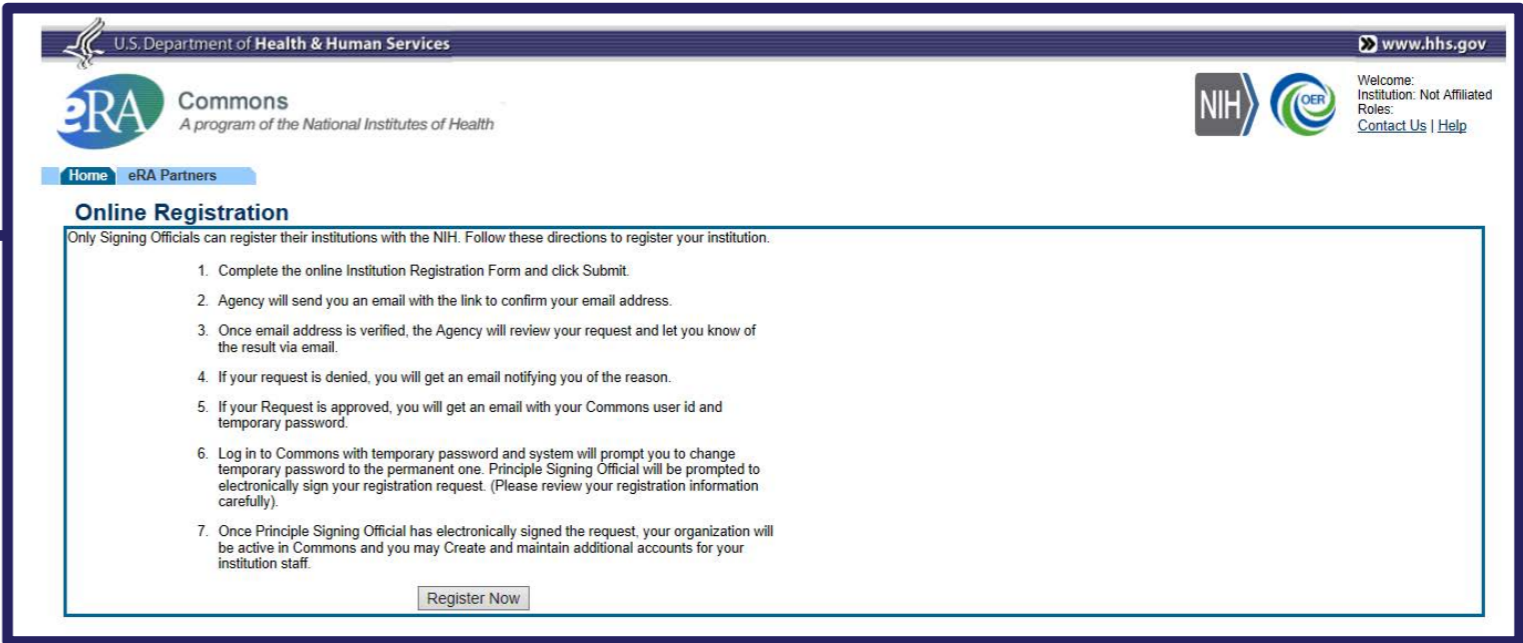 U.S. Department of Health & Human Services
www.hhs.gov
eRA
Commons
A program of the National Institutes of Health
NIH
OER
Welcome:
Institution: Not Affiliated
Roles:
Contact Us | Help
Home eRA Partners
Online Registration
Only Signing Officials can register their institutions with the NIH. Follow these directions to register your institution.
1. Complete the online Institution Registration Form and click Submit.
2. Agency will send you an email with the link to confirm your email address.
3. Once email address is verified, the Agency will review your request and let you know of
the result via email.
4. If your request is denied, you will get an email notifying you of the reason.
5. If your Request is approved, you will get an email with your Commons user id and
temporary password.
6. Log in to Commons with temporary password and system will prompt you to change
temporary password to the permanent one. Principle Signing Official will be prompted to
electronically sign your registration request. (Please review your registration information
carefully).
7. Once Principle Signing Official has electronically signed the request, your organization will
be active in Commons and you may Create and maintain additional accounts for your
institution staff.
Register Now